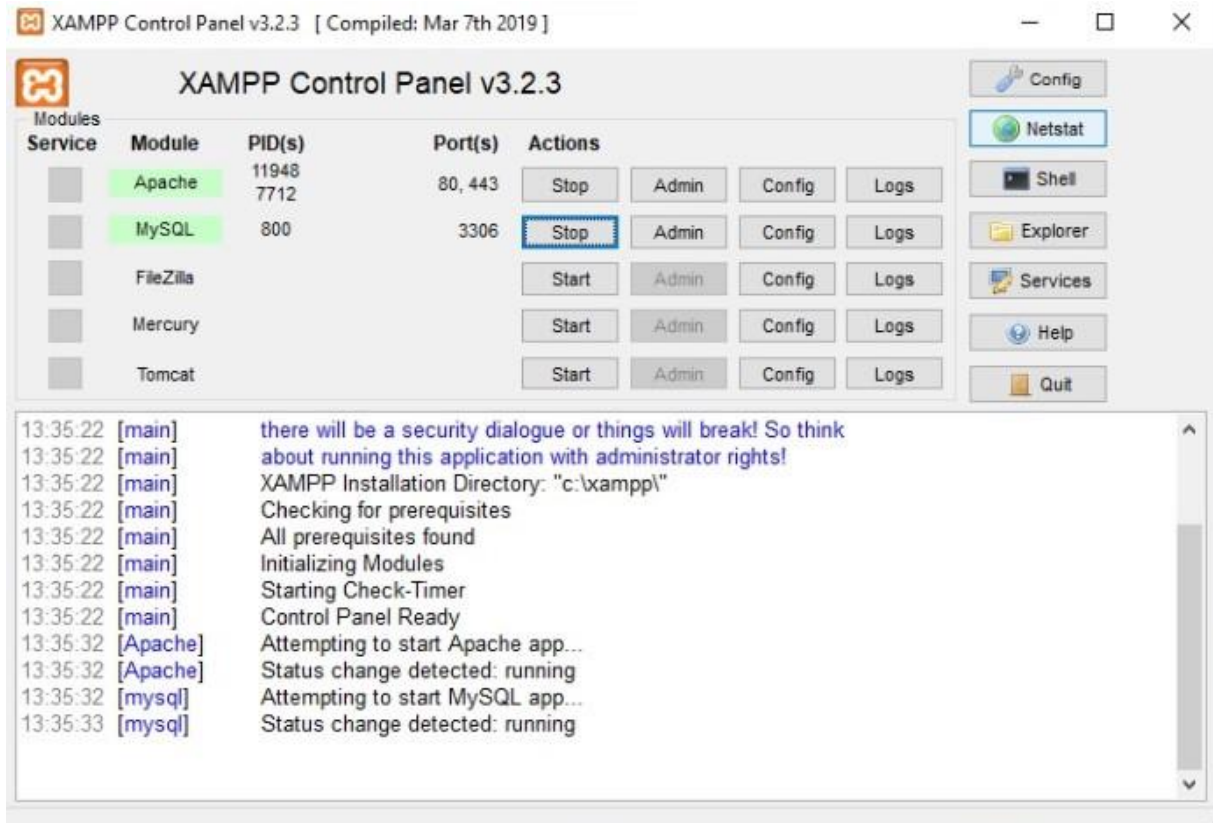 XAMPP Control Panel v3.2.3 [ Compiled: Mar 7th 2019 ]
XAMPP Control Panel v3.2.3
Config
Modules
Service Module PID(s) Port(s) Actions
Netstat
Apache 11948 7712 80, 443 Stop Admin Config Logs
Shell
MySQL 800 3306 Stop Admin Config Logs
Explorer
FileZilla Start Admin Config Logs
Services
Mercury Start Admin Config Logs
Help
Tomcat Start Admin Config Logs
Quit
13:35:22 [main] there will be a security dialogue or things will break! So think
13:35:22 [main] about running this application with administrator rights!
13:35:22 [main] XAMPP Installation Directory: "c:\xampp\"
13:35:22 [main] Checking for prerequisites
13:35:22 [main] All prerequisites found
13:35:22 [main] Initializing Modules
13:35:22 [main] Starting Check-Timer
13:35:22 [main] Control Panel Ready
13:35:32 [Apache] Attempting to start Apache app...
13:35:32 [Apache] Status change detected: running
13:35:32 [mysql] Attempting to start MySQL app...
13:35:33 [mysql] Status change detected: running